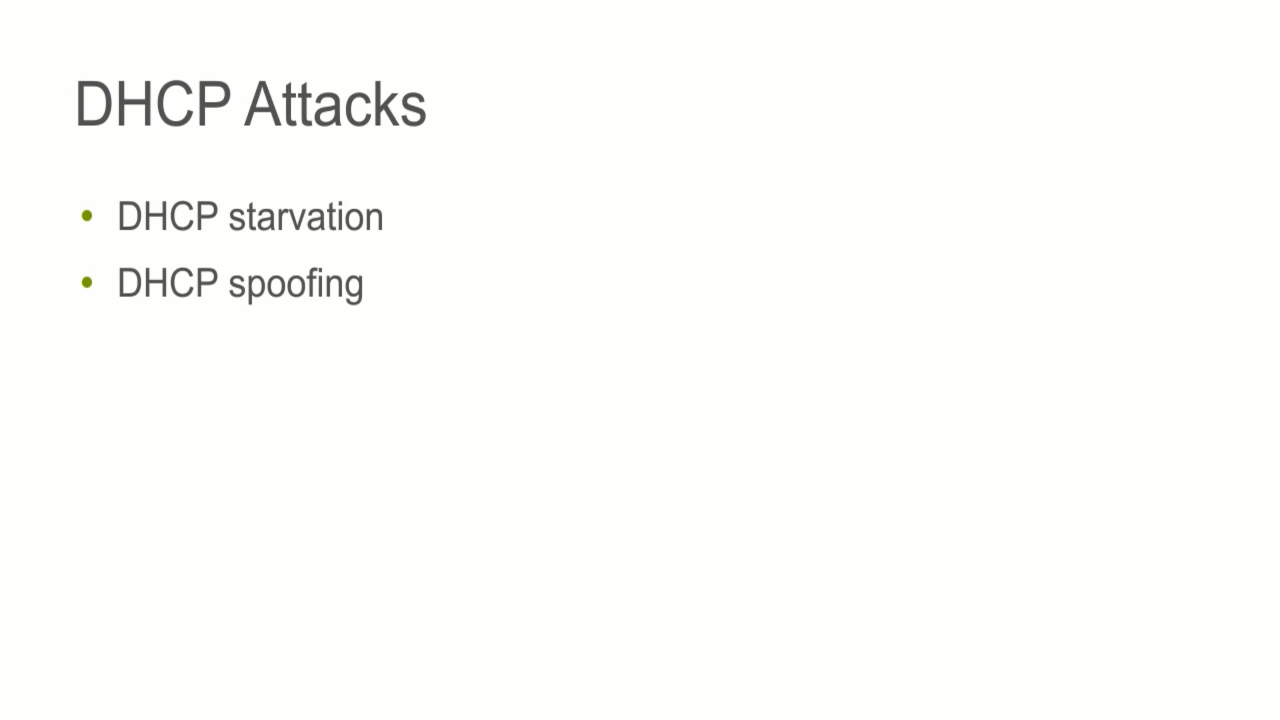 DHCP Attacks
• DHCP starvation
• DHCP spoofing